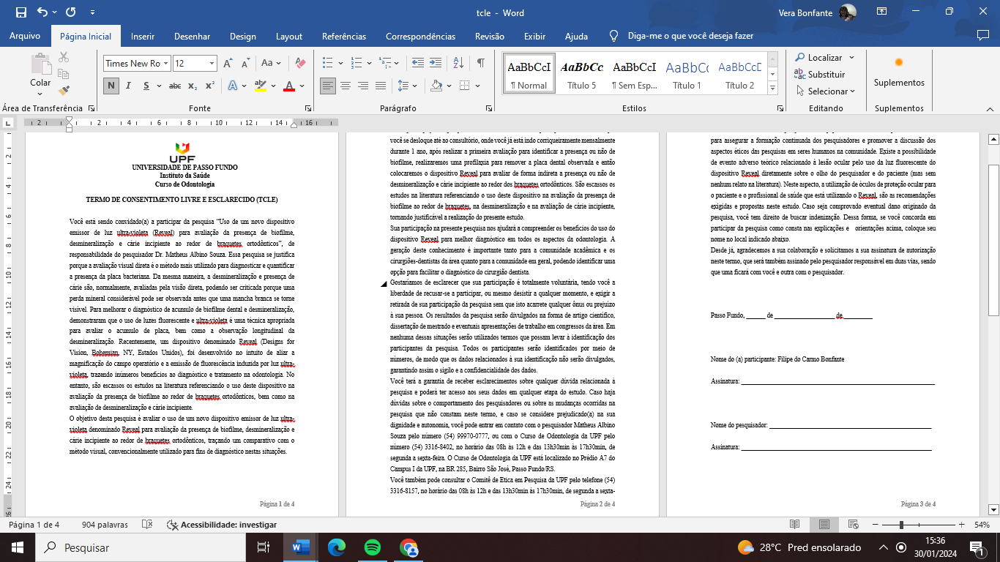 tcle - Word
Vera Bonfante
Arquivo
Página Inicial
Inserir
Desenhar
Design
Layout
Referências
Correspondências
Revisão
Exibir
Ajuda
Diga-me o que você deseja fazer
Colar
Área de Transferência
Times New Ro
12
Aa
N I S abc x₂ x²
Fonte
Parágrafo
AaBbCcI AaBbCc. AaBbCcI AaBbC( AaBbCcD
¶ Normal
Título 5
¶ Sem Esp...
Título 1
Título 2
Estilos
Localizar
Substituir
Selecionar
Editando
Suplementos
Suplementos
2 2 4 6 8 10 12 14 16
UPF
UNIVERSIDADE DE PASSO FUNDO
Instituto da Saúde
Curso de Odontologia
TERMO DE CONSENTIMENTO LIVRE E ESCLARECIDO (TCLE)
Você está sendo convidado(a) a participar da pesquisa “Uso de um novo dispositivo
emissor de luz ultra-violeta (Reveal) para avaliação da presença de biofilme,
desmineralização e cárie incipiente ao redor de braquetes ortodônticos”, de
responsabilidade do pesquisador Dr. Matheus Albino Souza. Essa pesquisa se justifica
porque a avaliação visual direta é o método mais utilizado para diagnosticar e quantificar
a presença da placa bacteriana. Da mesma maneira, a desmineralização e presença de
cárie são, normalmente, avaliadas pela visão direta, podendo ser criticada porque uma
perda mineral considerável pode ser observada antes que uma mancha branca se torne
visível. Para melhorar o diagnóstico de acumulo de biofilme dental e desmineralização,
demonstraram que o uso de luzes fluorescente e ultra-violeta é uma técnica apropriada
para avaliar o acumulo de placa, bem como a observação longitudinal da
desmineralização. Recentemente, um dispositivo denominado Reveal (Designs for
Vision, Bohemian, NY, Estados Unidos), foi desenvolvido no intuito de aliar a
magnificação do campo operatório e a emissão de fluorescência induzida por luz ultra-
violeta, trazendo inúmeros benefícios ao diagnóstico e tratamento na odontologia. No
entanto, são escassos os estudos na literatura referenciando o uso deste dispositivo na
avaliação da presença de biofilme ao redor de braquetes ortodônticos, bem como na
avaliação de desmineralização e cárie incipiente.
O objetivo desta pesquisa é avaliar o uso de um novo dispositivo emissor de luz ultra-
violeta denominado Reveal para avaliação da presença de biofilme, desmineralização e
cárie incipiente ao redor de braquetes ortodônticos, traçando um comparativo com o
método visual, convencionalmente utilizado para fins de diagnóstico nestas situações.
Página 1 de 4
você se desloque até ao consultório, onde você já está indo corriqueiramente mensalmente
durante 1 ano, após realizar a primeira avaliação para identificar a presença ou não de
biofilme, realizaremos uma profilaxia para remover a placa dental observada e então
colocaremos o dispositivo Reveal para avaliar de forma indireta a presença ou não de
desmineralização e cárie incipiente ao redor dos braquetes ortodônticos. São escassos os
estudos na literatura referenciando o uso deste dispositivo na avaliação da presença de
biofilme ao redor de braquetes, na desmineralização e na avaliação de cárie incipiente,
tornando justificável a realização do presente estudo.
Sua participação na presente pesquisa nos ajudará a compreender os benefícios do uso do
dispositivo Reveal para melhor diagnóstico em todos os aspectos da odontologia. A
geração deste conhecimento é importante tanto para a comunidade acadêmica e os
cirurgiões-dentistas da área quanto para a comunidade em geral, podendo identificar uma
opção para facilitar o diagnóstico do cirurgião dentista.
Gostaríamos de esclarecer que sua participação é totalmente voluntária, tendo você a
liberdade de recusar-se a participar, ou mesmo desistir a qualquer momento, e exigir a
retirada de sua participação da pesquisa sem que isto acarrete qualquer ônus ou prejuízo
à sua pessoa. Os resultados da pesquisa serão divulgados na forma de artigo científico,
dissertação de mestrado e eventuais apresentações de trabalho em congressos da área. Em
nenhuma dessas situações serão utilizados termos que possam levar à identificação dos
participantes da pesquisa. Todos os participantes serão identificados por meio de
números, de modo que os dados relacionados à sua identificação não serão divulgados,
garantindo assim o sigilo e a confidencialidade dos dados.
Você terá a garantia de receber esclarecimentos sobre qualquer dúvida relacionada à
pesquisa e poderá ter acesso aos seus dados em qualquer etapa do estudo. Caso haja
dúvidas sobre o comportamento dos pesquisadores ou sobre as mudanças ocorridas na
pesquisa que não constam neste termo, e caso se considere prejudicado(a) na sua
dignidade e autonomia, você pode entrar em contato com o pesquisador Matheus Albino
Souza pelo número (54) 99970-0777, ou com o Curso de Odontologia da UPF pelo
número (54) 3316-8402, no horário das 08h às 12h e das 13h30min às 17h30min, de
segunda a sexta-feira. O Curso de Odontologia da UPF está localizado no Prédio A7 do
Campus I da UPF, na BR 285, Bairro São José, Passo Fundo/RS.
Você também pode consultar o Comitê de Etica em Pesquisa da UPF pelo telefone (54)
3316-8157, no horário das 08h às 12h e das 13h30min às 17h30min, de segunda a sexta-
Página 2 de 4
para assegurar a formação continuada dos pesquisadores e promover a discussão dos
aspectos éticos das pesquisas em seres humanos na comunidade. Existe a possibilidade
de evento adverso teórico relacionado à lesão ocular pelo uso da luz fluorescente do
dispositivo Reveal diretamente sobre o olho do pesquisador e do paciente (mas sem
nenhum relato na literatura). Neste aspecto, a utilização de óculos de proteção ocular para
o paciente e o profissional de saúde que está utilizando o Reveal, são as recomendações
exigidas e propostas neste estudo. Caso seja comprovado eventual dano originado da
pesquisa, você tem direito de buscar indenização. Dessa forma, se você concorda em
participar da pesquisa como consta nas explicações e orientações acima, coloque seu
nome no local indicado abaixo.
Desde já, agradecemos a sua colaboração e solicitamos a sua assinatura de autorização
neste termo, que será também assinado pelo pesquisador responsável em duas vias, sendo
que uma ficará com você e outra com o pesquisador.
Passo Fundo, ______ de __________________ de_________
Nome do (a) participante: Filipe do Carmo Bonfante
Assinatura: ____________________
Nome do pesquisador: ____________________
Assinatura: ____________________
Página 3 de 4
Página 1 de 4
904 palavras
Acessibilidade: investigar
54%
Pesquisar
28°C Pred ensolarado
15:36
30/01/2024
1